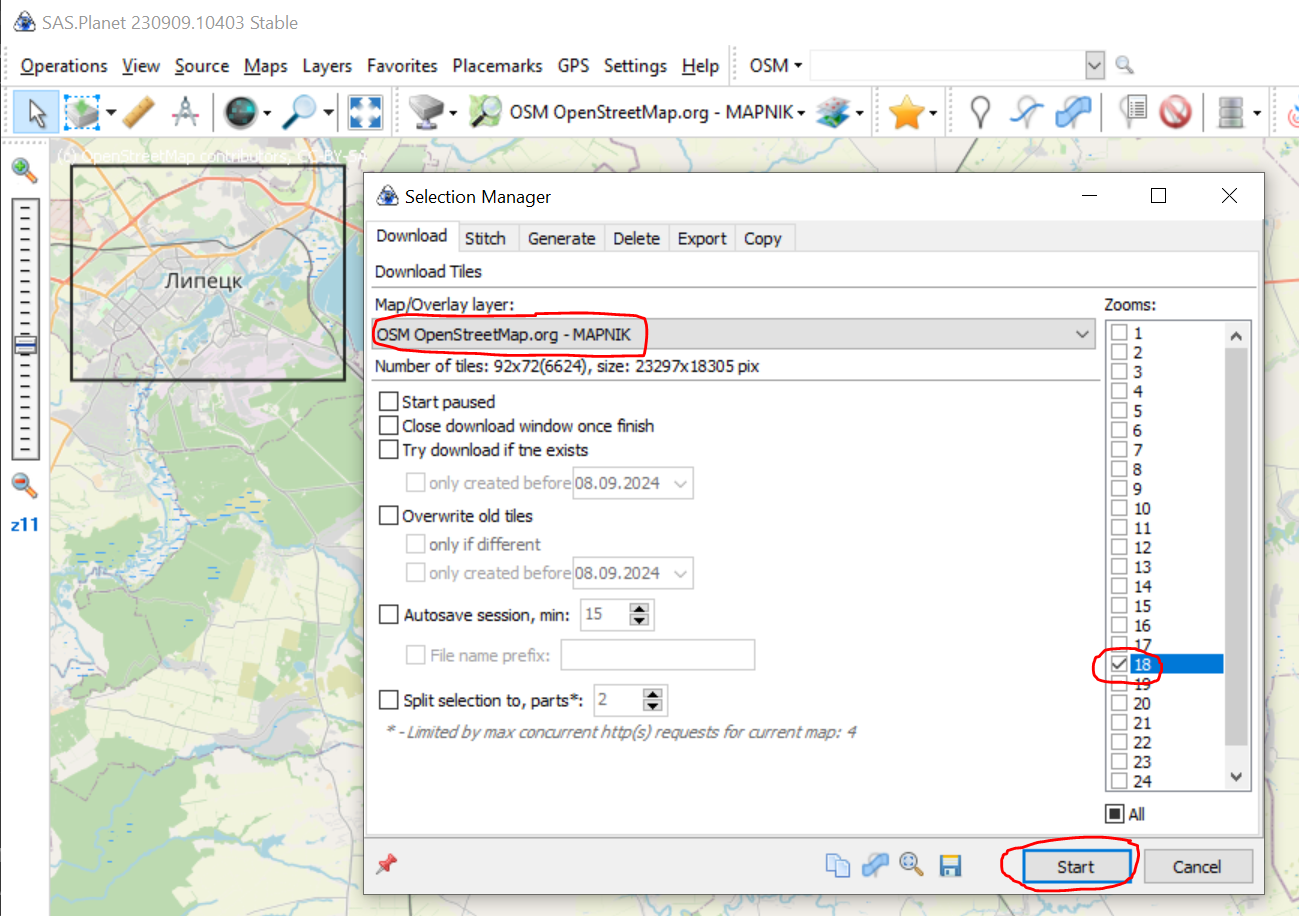 SAS.Planet 230909.10403 Stable
Operations View Source Maps Layers Favorites Placemarks GPS Settings Help OSM
OSM OpenStreetMap.org - MAPNIK
(c) OpenStreetMap contributors, CC BY-SA
Липецк
z11
Selection Manager
Download Stitch Generate Delete Export Copy
Download Tiles
Map/Overlay layer:
OSM OpenStreetMap.org - MAPNIK
Number of tiles: 92x72(6624), size: 23297x18305 pix
Start paused
Close download window once finish
Try download if tne exists
only created before 08.09.2024
Overwrite old tiles
only if different
only created before 08.09.2024
Autosave session, min: 15
File name prefix:
Split selection to, parts*: 2
* - Limited by max concurrent http(s) requests for current map: 4
Zooms:
1
2
3
4
5
6
7
8
9
10
11
12
13
14
15
16
17
18
19
20
21
22
23
24
All
Start Cancel